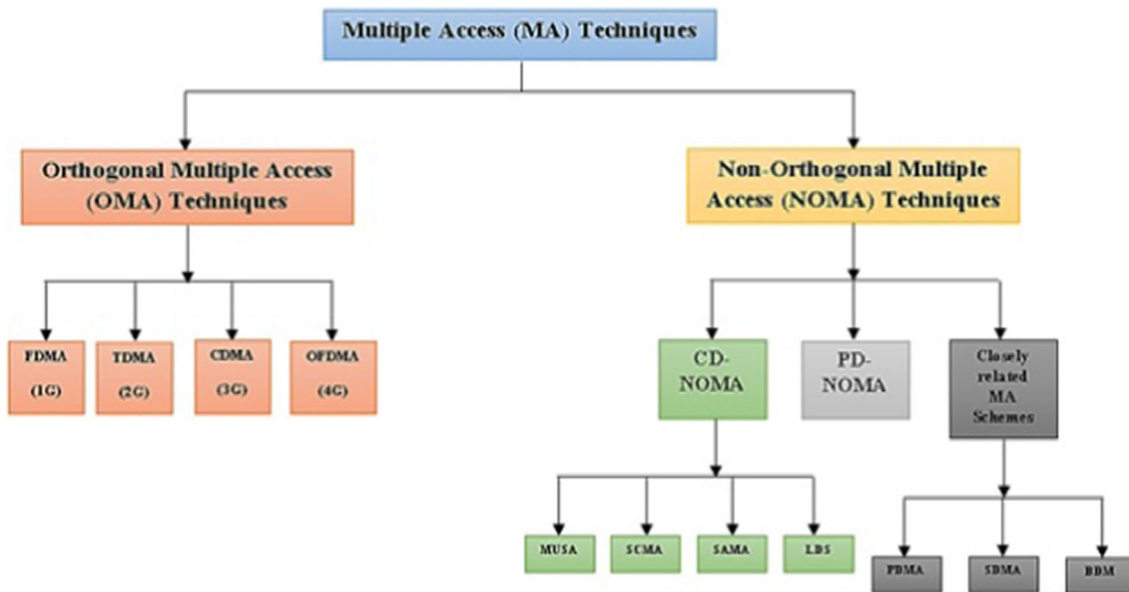 Multiple Access (MA) Techniques
Orthogonal Multiple Access
(OMA) Techniques
Non-Orthogonal Multiple
Access (NOMA) Techniques
FDMA
(1G)
TDMA
(2G)
CDMA
(3G)
OFDMA
(4G)
CD-
NOMA
PD-
NOMA
Closely
related
MA
Schemes
MUSA
SCMA
SAMA
LDS
PDMA
SDMA
BDM